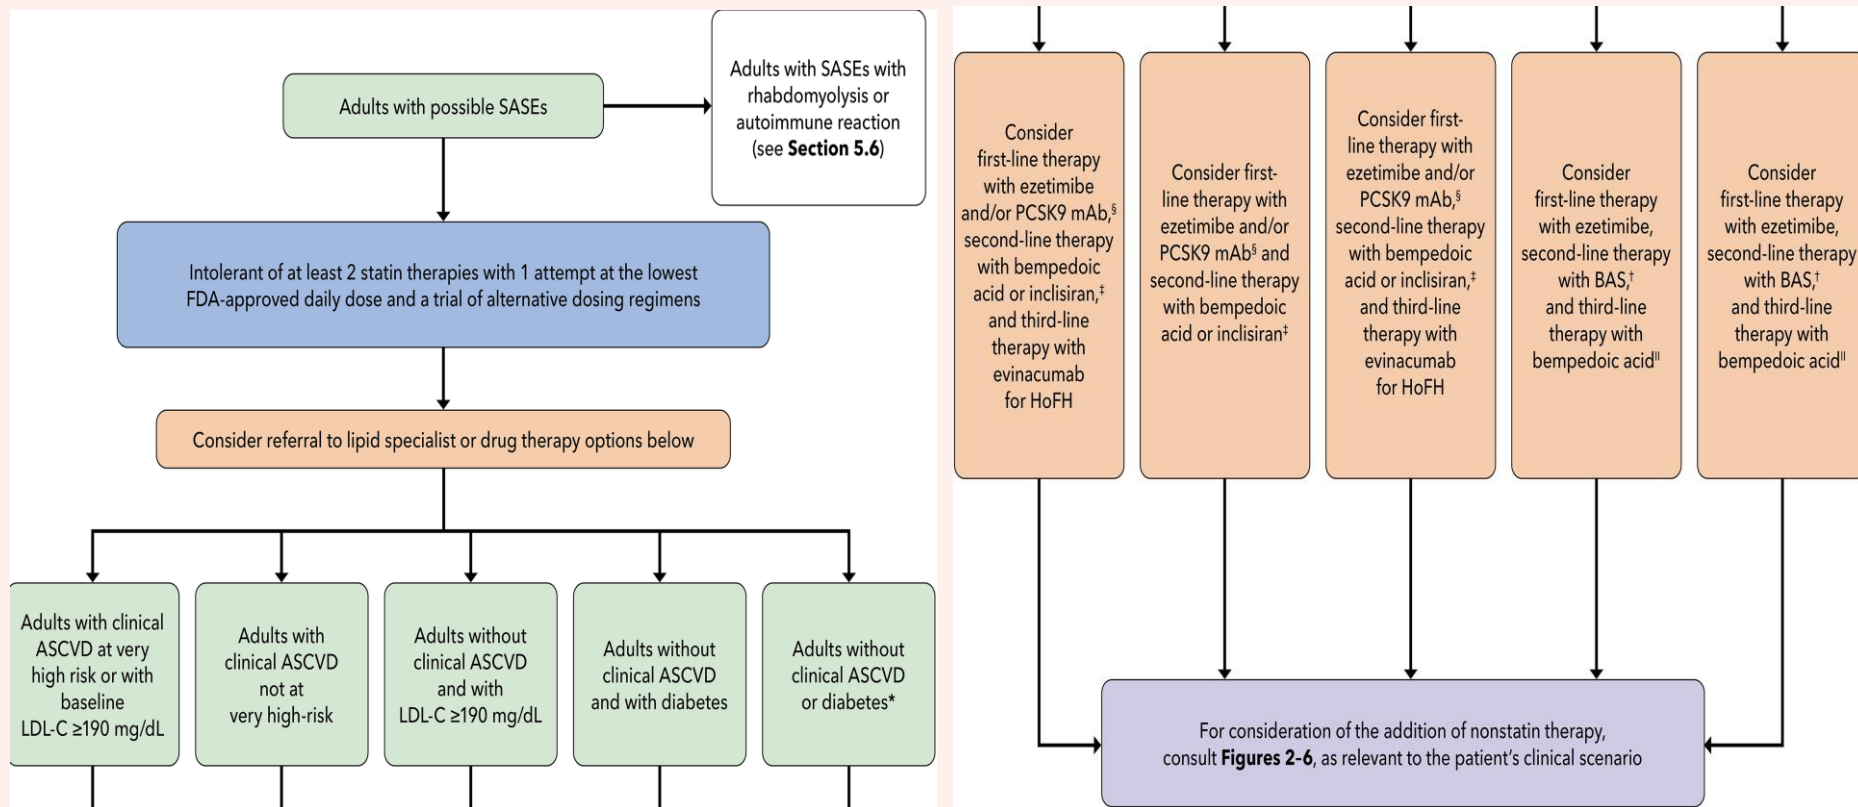 Adults with possible SASEs
Adults with SASEs with
rhabdomyolysis or
autoimmune reaction
(see Section 5.6)
Intolerant of at least 2 statin therapies with 1 attempt at the lowest
FDA-approved daily dose and a trial of alternative dosing regimens
Consider referral to lipid specialist or drug therapy options below
Adults with clinical
ASCVD at very
high risk or with
baseline
LDL-C ≥190 mg/dL
Adults with
clinical ASCVD
not at
very high-risk
Adults without
clinical ASCVD
and with
LDL-C ≥190 mg/dL
Adults without
clinical ASCVD
and with diabetes
Adults without
clinical ASCVD
or diabetes*
Consider
first-line therapy
with ezetimibe
and/or PCSK9 mAb,§
second-line therapy
with bempedoic
acid or inclisiran,‡
and third-line
therapy with
evinacumab
for HoFH
Consider first-
line therapy with
ezetimibe and/or
PCSK9 mAb§ and
second-line therapy
with bempedoic
acid or inclisiran‡
Consider first-
line therapy with
ezetimibe and/or
PCSK9 mAb,§
second-line therapy
with bempedoic
acid or inclisiran,‡
and third-line
therapy with
evinacumab
for HoFH
Consider
first-line therapy
with ezetimibe,
second-line therapy
with BAS,†
and third-line
therapy with
bempedoic acid||
Consider
first-line therapy
with ezetimibe,
second-line therapy
with BAS,†
and third-line
therapy with
bempedoic acid||
For consideration of the addition of nonstatin therapy,
consult Figures 2-6, as relevant to the patient's clinical scenario